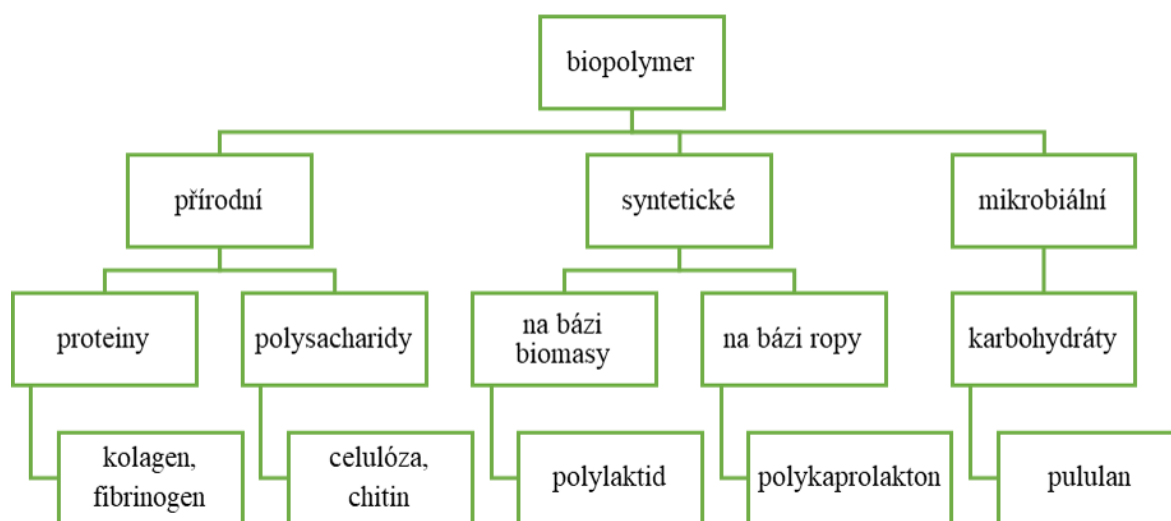 biopolymer
přírodní
syntetické
mikrobiální
proteiny
polysacharidy
na bázi
biomasy
na bázi ropy
karbohydráty
kolagen,
fibrinogen
celulóza,
chitin
polylaktid
polykaprolakton
pululan